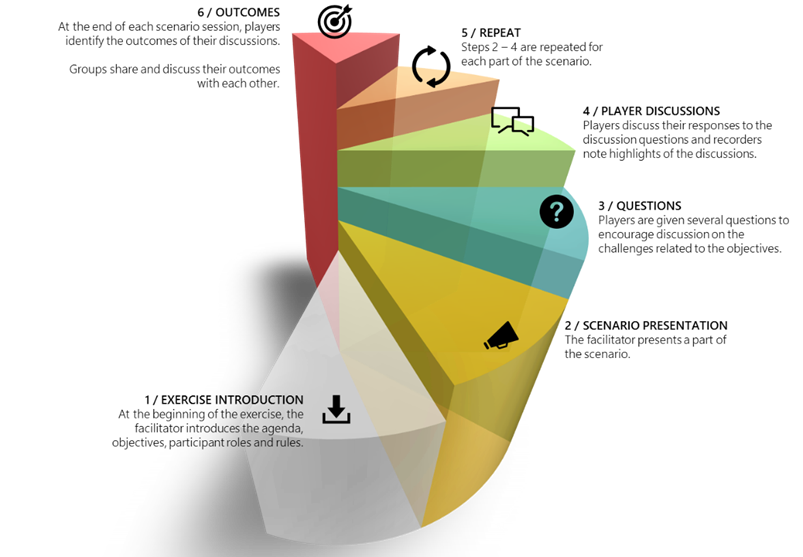 6 / OUTCOMES
At the end of each scenario session, players
identify the outcomes of their discussions.
Groups share and discuss their outcomes
with each other.
5 / REPEAT
Steps 2 – 4 are repeated for
each part of the scenario.
4 / PLAYER DISCUSSIONS
Players discuss their responses to the
discussion questions and recorders
note highlights of the discussions.
?
3 / QUESTIONS
Players are given several questions to
encourage discussion on the
challenges related to the objectives.
2 / SCENARIO PRESENTATION
The facilitator presents a part of
the scenario.
1 / EXERCISE INTRODUCTION
At the beginning of the exercise, the
facilitator introduces the agenda,
objectives, participant roles and rules.